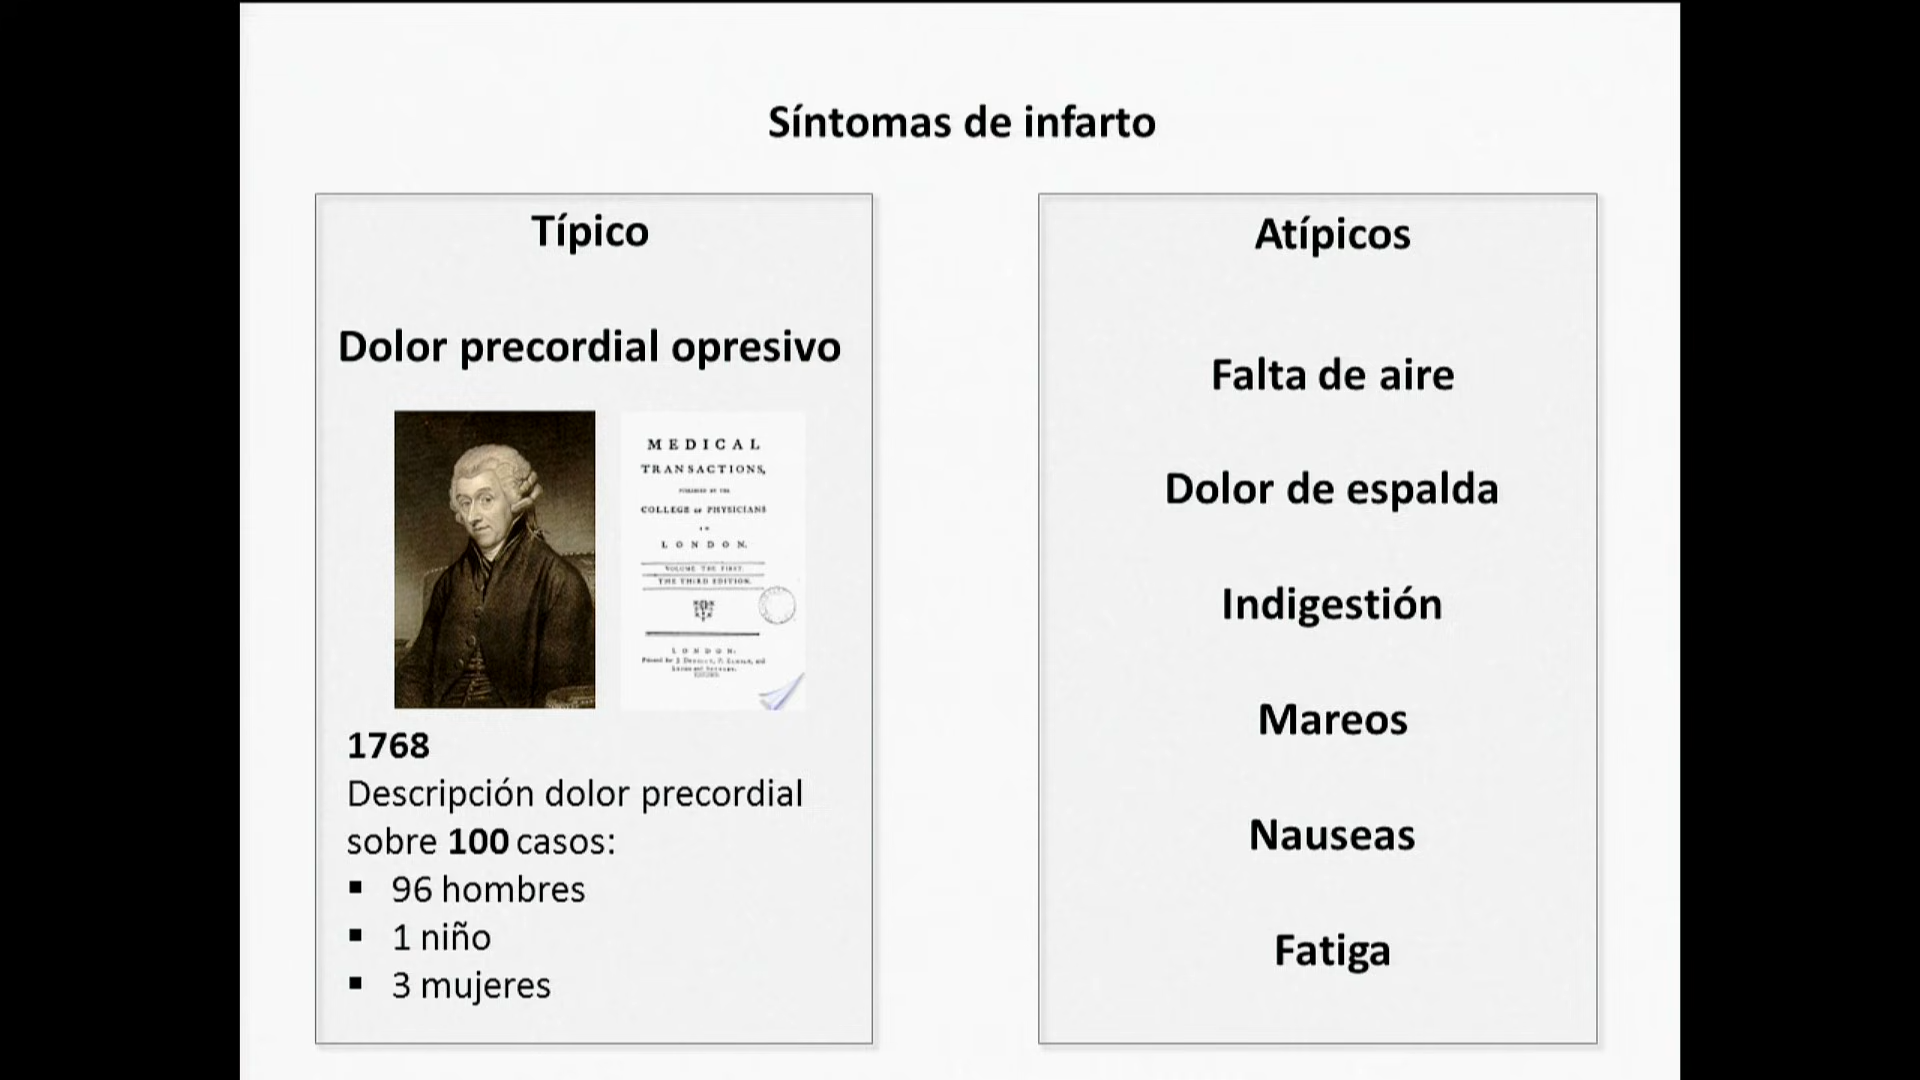 Síntomas de infarto
Típico
Dolor precordial opresivo
MEDICAL
TRANSACTIONS,
PUBLISHED BY THE
COLLEGE OF PHYSICIANS
IN
LONDON.
VOLUME THE FIRST.
THE THIRD EDITION.
LONDON:
1768
Descripción dolor precordial
sobre 100 casos:
▪ 96 hombres
▪ 1 niño
▪ 3 mujeres
Atípicos
Falta de aire
Dolor de espalda
Indigestión
Mareos
Nauseas
Fatiga